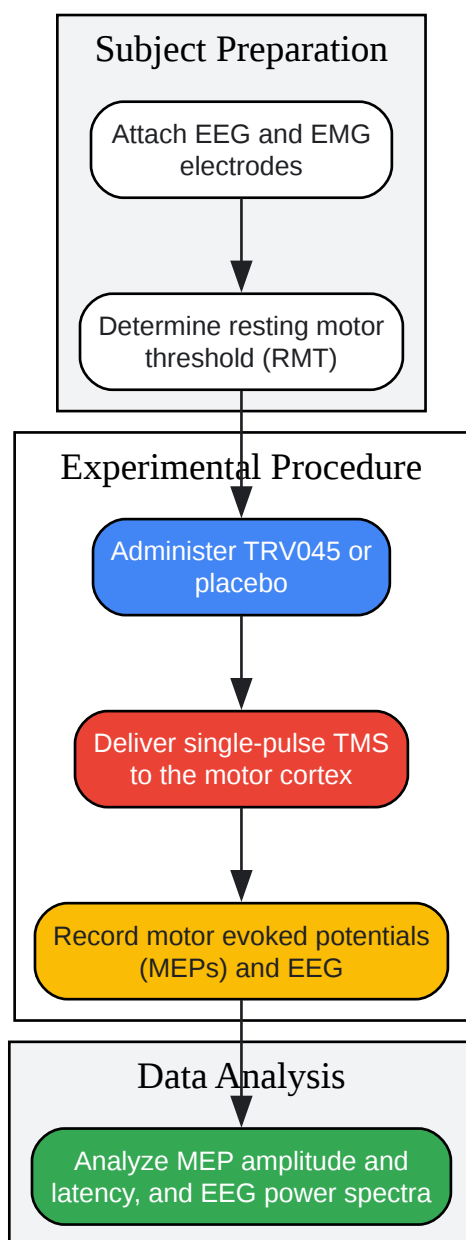 Subject Preparation
Attach EEG and EMG
electrodes
Determine resting motor
threshold (RMT)
Experimental Procedure
Administer TRV045 or
placebo
Deliver single-pulse TMS
to the motor cortex
Record motor evoked potentials
(MEPs) and EEG
Data Analysis
Analyze MEP amplitude and
latency, and EEG power spectra